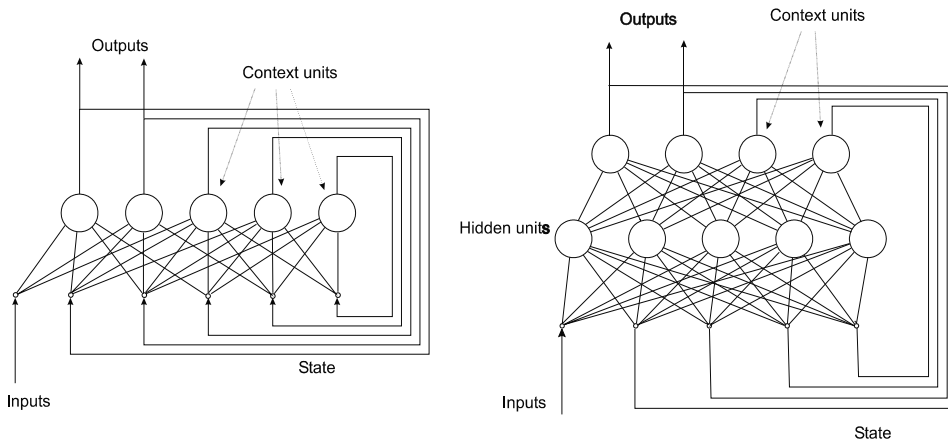 Outputs
Context units
State
Inputs
Outputs
Context units
Hidden units
Inputs
State